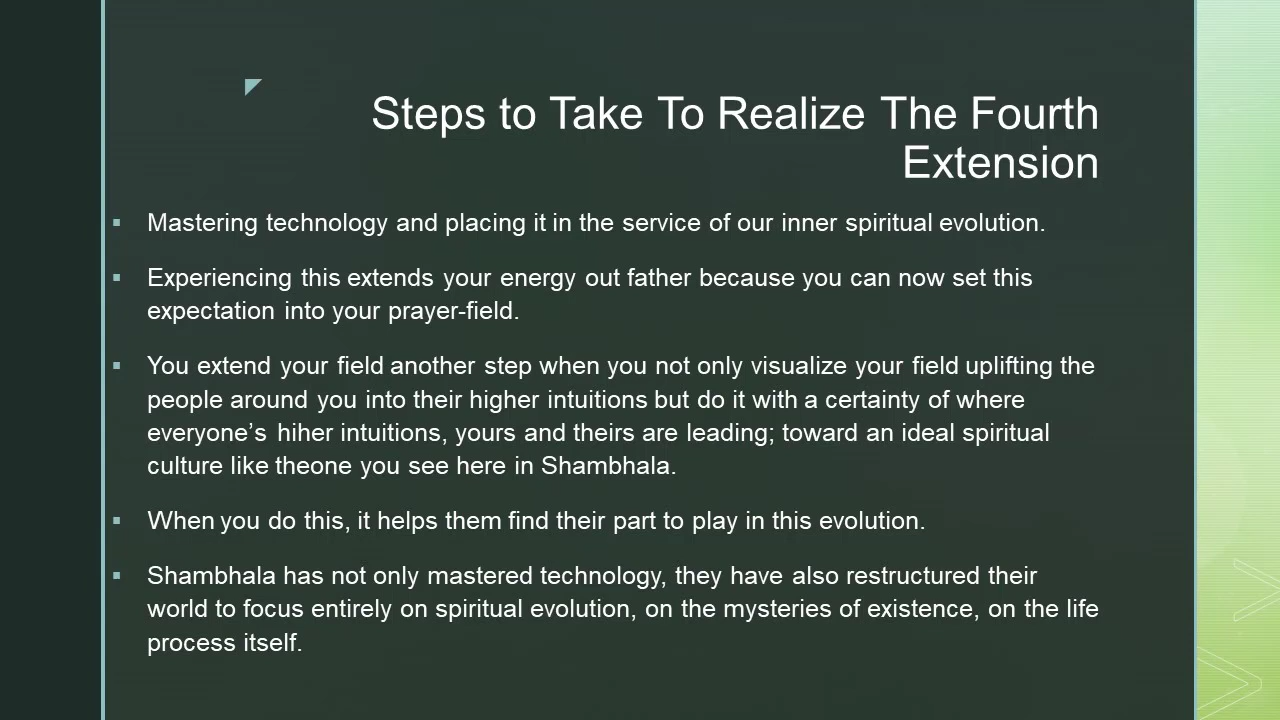 Steps to Take To Realize The Fourth
Extension
Mastering technology and placing it in the service of our inner spiritual evolution.
Experiencing this extends your energy out father because you can now set this
expectation into your prayer-field.
You extend your field another step when you not only visualize your field uplifting the
people around you into their higher intuitions but do it with a certainty of where
everyone’s hiher intuitions, yours and theirs are leading; toward an ideal spiritual
culture like theone you see here in Shambhala.
When you do this, it helps them find their part to play in this evolution.
Shambhala has not only mastered technology, they have also restructured their
world to focus entirely on spiritual evolution, on the mysteries of existence, on the life
process itself.